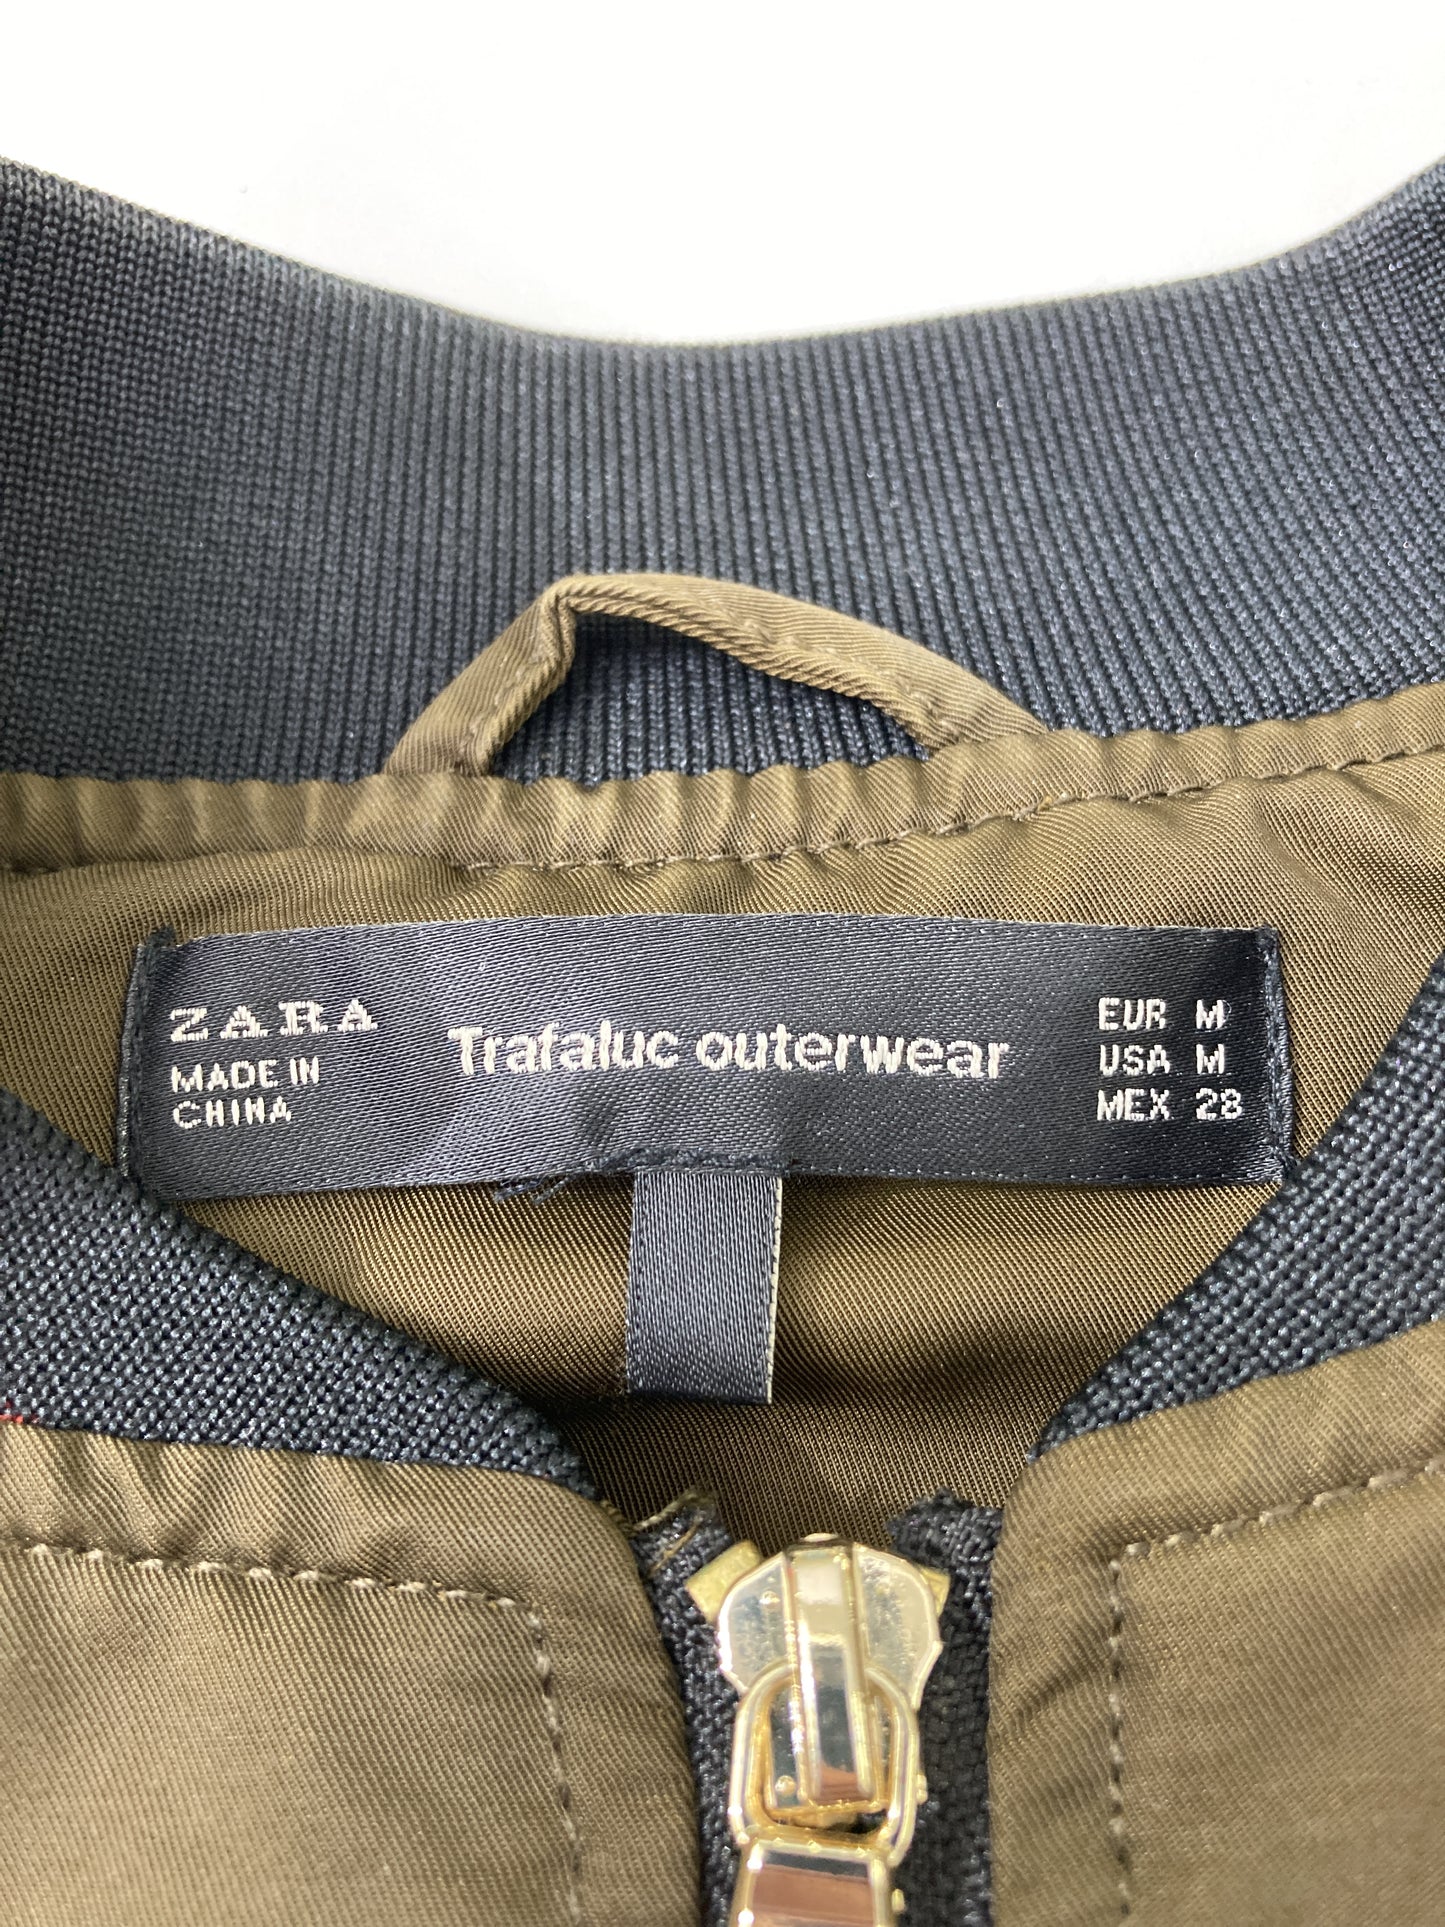 ZARA
MADE IN
CHINA
Trafaluc outerwear
EUR M
USA M
MEX 28